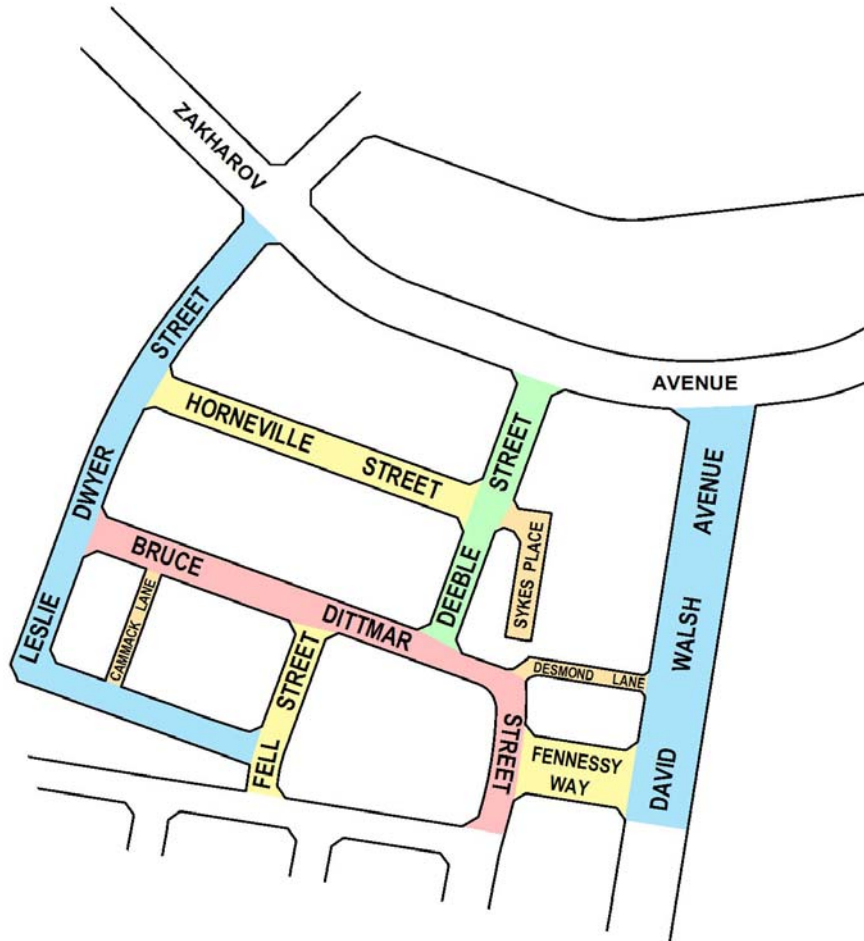 ZAKHAROV
AVENUE
LESLIE DWYER STREET
HORNEVILLE STREET
DEEBLE STREET
SYKES PLACE
BRUCE DITTMAR STREET
CAMMACK LANE
FELL STREET
DESMOND LANE
FENNESSY
WAY
DAVID WALSH AVENUE